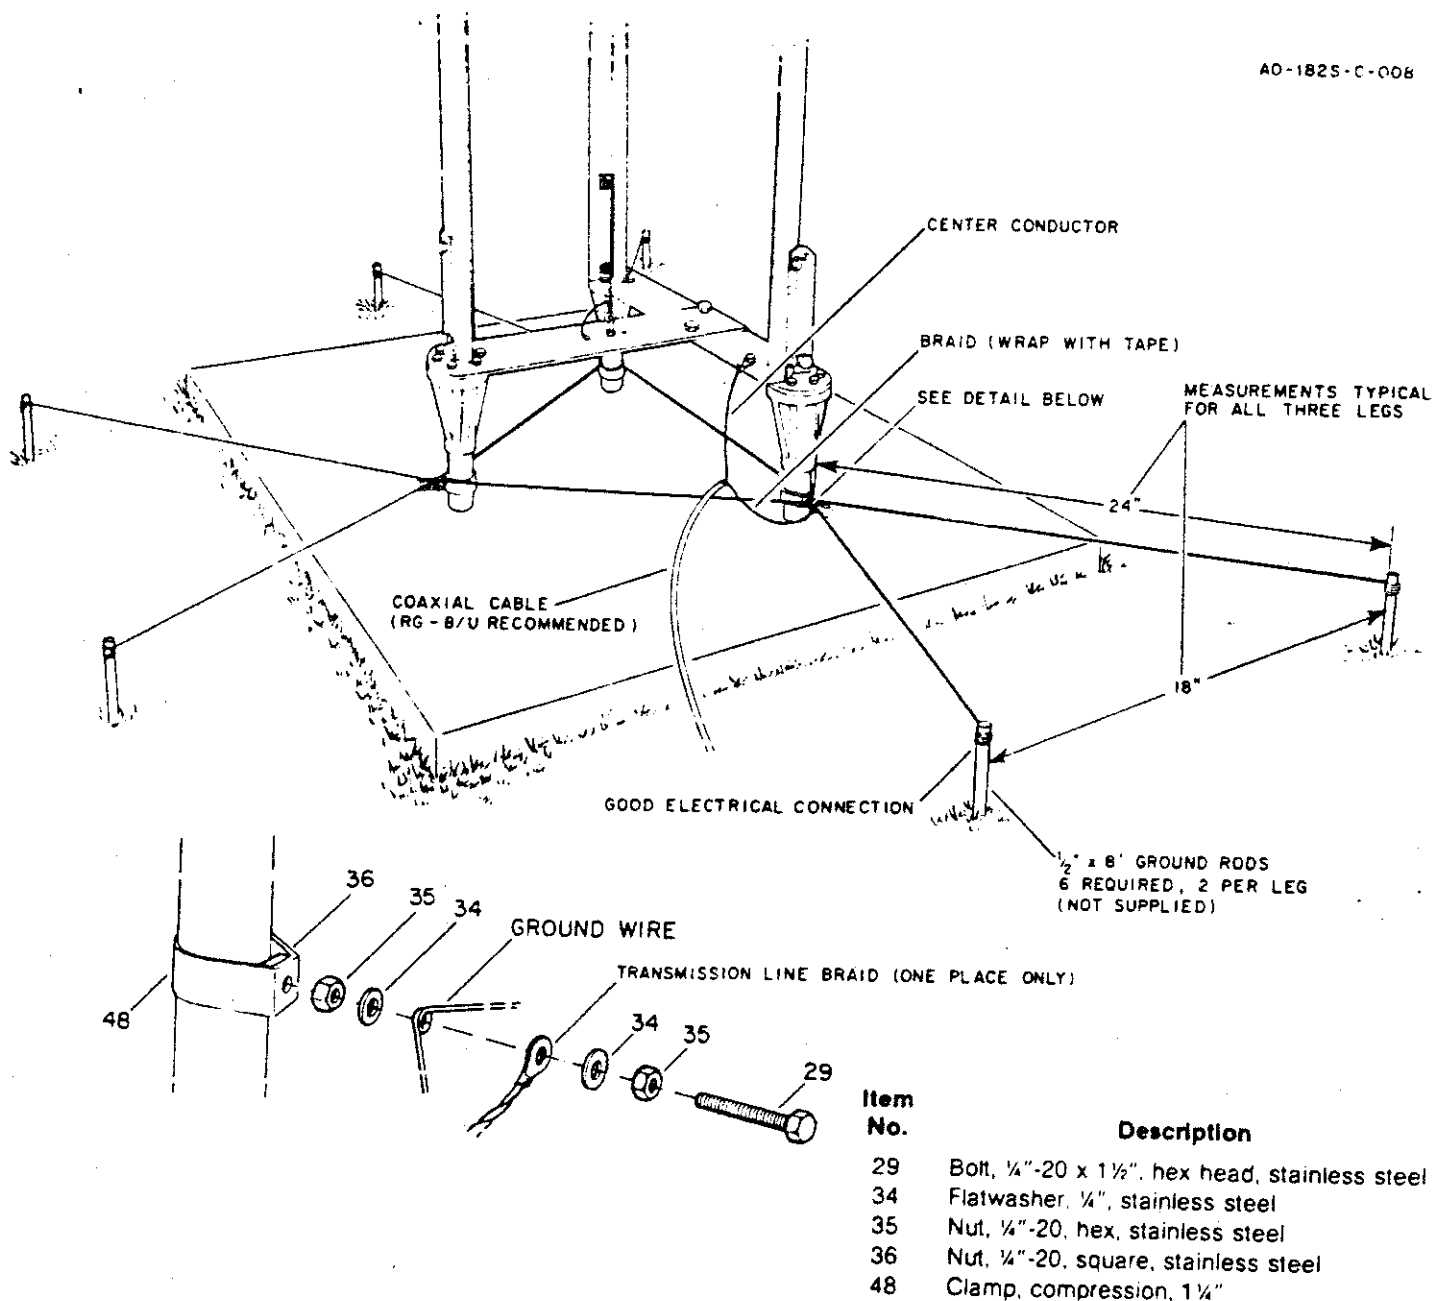 AD-1825-C-008
CENTER CONDUCTOR
BRAID (WRAP WITH TAPE)
SEE DETAIL BELOW
MEASUREMENTS TYPICAL
FOR ALL THREE LEGS
24"
COAXIAL CABLE
(RG-8/U RECOMMENDED)
18"
GOOD ELECTRICAL CONNECTION
½" x 8' GROUND RODS
6 REQUIRED, 2 PER LEG
(NOT SUPPLIED)
36
35
34
GROUND WIRE
TRANSMISSION LINE BRAID (ONE PLACE ONLY)
48
34
35
29
Item
No.
Description
29 Bolt, ¼"-20 x 1½", hex head, stainless steel
34 Flatwasher, ¼", stainless steel
35 Nut, ¼"-20, hex, stainless steel
36 Nut, ¼"-20, square, stainless steel
48 Clamp, compression, 1¼"